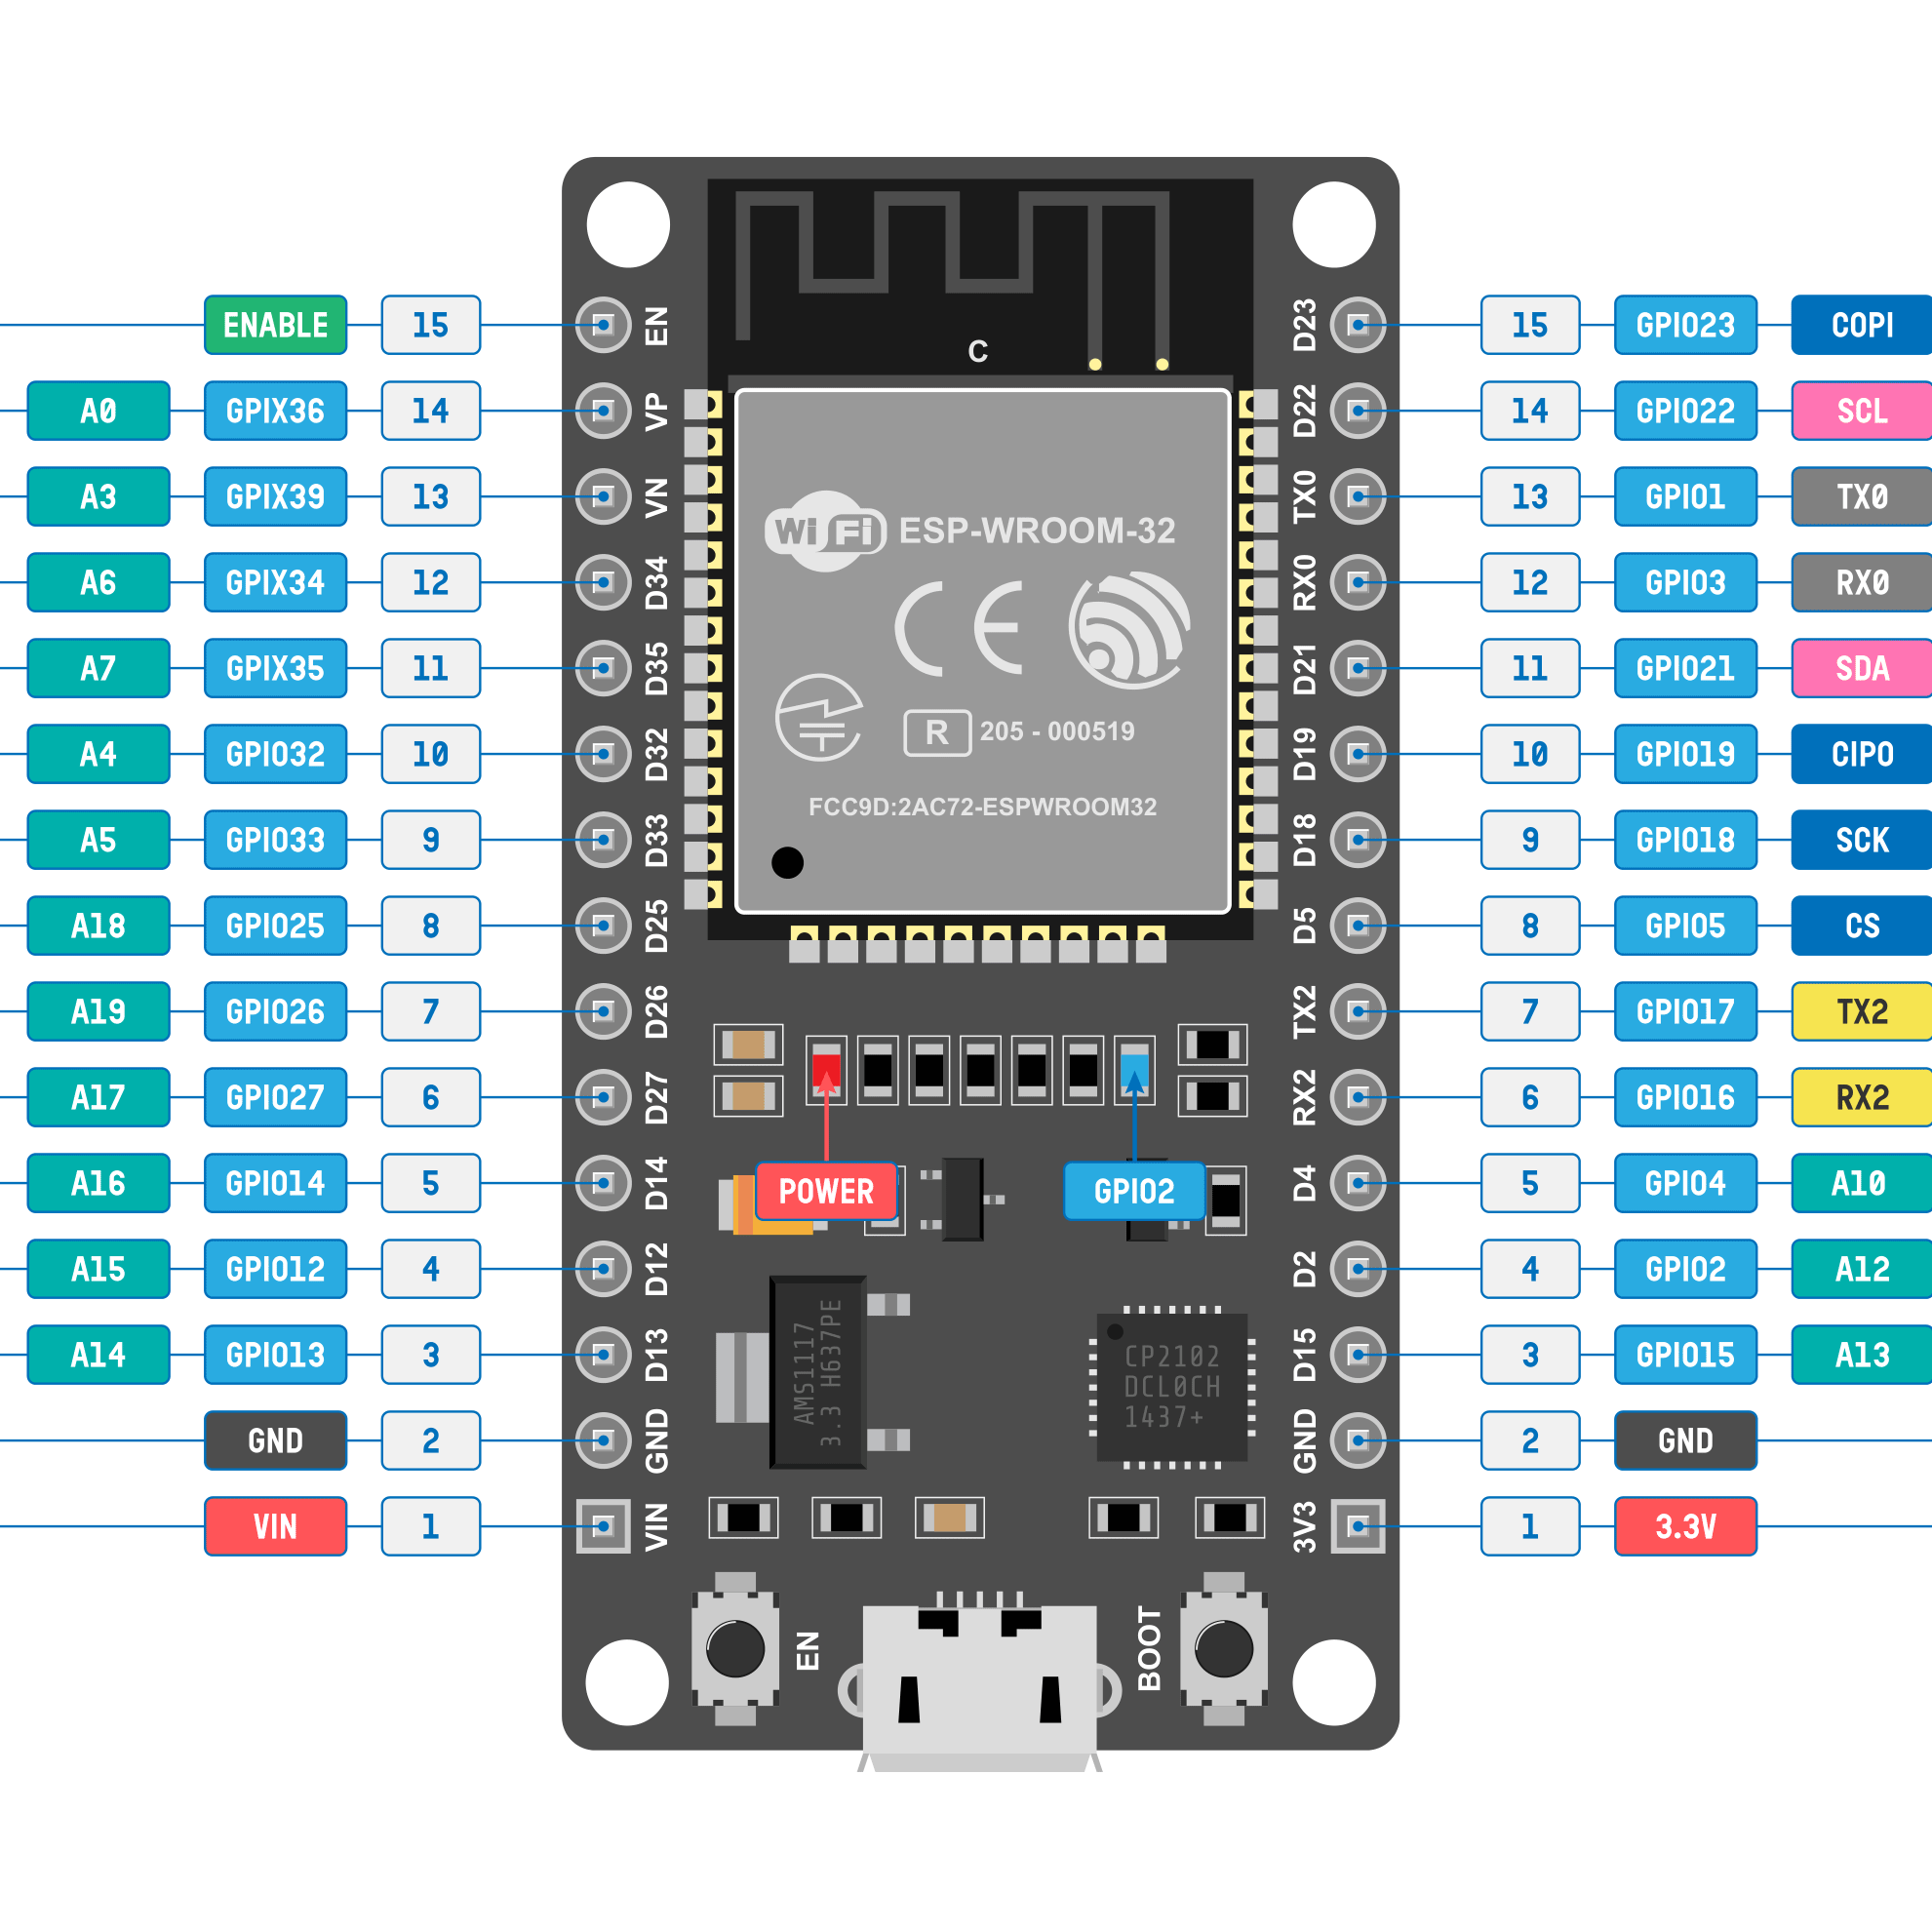 ENABLE 15 EN D23 15 GPIO23 COPI
C
A0 GPIX36 14 VP D22 14 GPIO22 SCL
A3 GPIX39 13 VN TX0 13 GPIO1 TX0
WiFi ESP-WROOM-32
A6 GPIX34 12 D34 RX0 12 GPIO3 RX0
CE
A7 GPIX35 11 D35 D21 11 GPIO21 SDA
R 205 - 000519
A4 GPIO32 10 D32 D19 10 GPIO19 CIPO
FCC9D:2AC72-ESPWROOM32
A5 GPIO33 9 D33 D18 9 GPIO18 SCK
A18 GPIO25 8 D25 D5 8 GPIO5 CS
A19 GPIO26 7 D26 TX2 7 GPIO17 TX2
A17 GPIO27 6 D27 RX2 6 GPIO16 RX2
A16 GPIO14 5 D14 POWER GPIO2 D4 5 GPIO4 A10
A15 GPIO12 4 D12 D2 4 GPIO2 A12
A14 GPIO13 3 D13 D15 3 GPIO15 A13
AMS1117
3.3 H637PE
CP2102
DCL0CH
1437+
GND 2 GND GND 2 GND
VIN 1 VIN 3V3 1 3.3V
EN BOOT